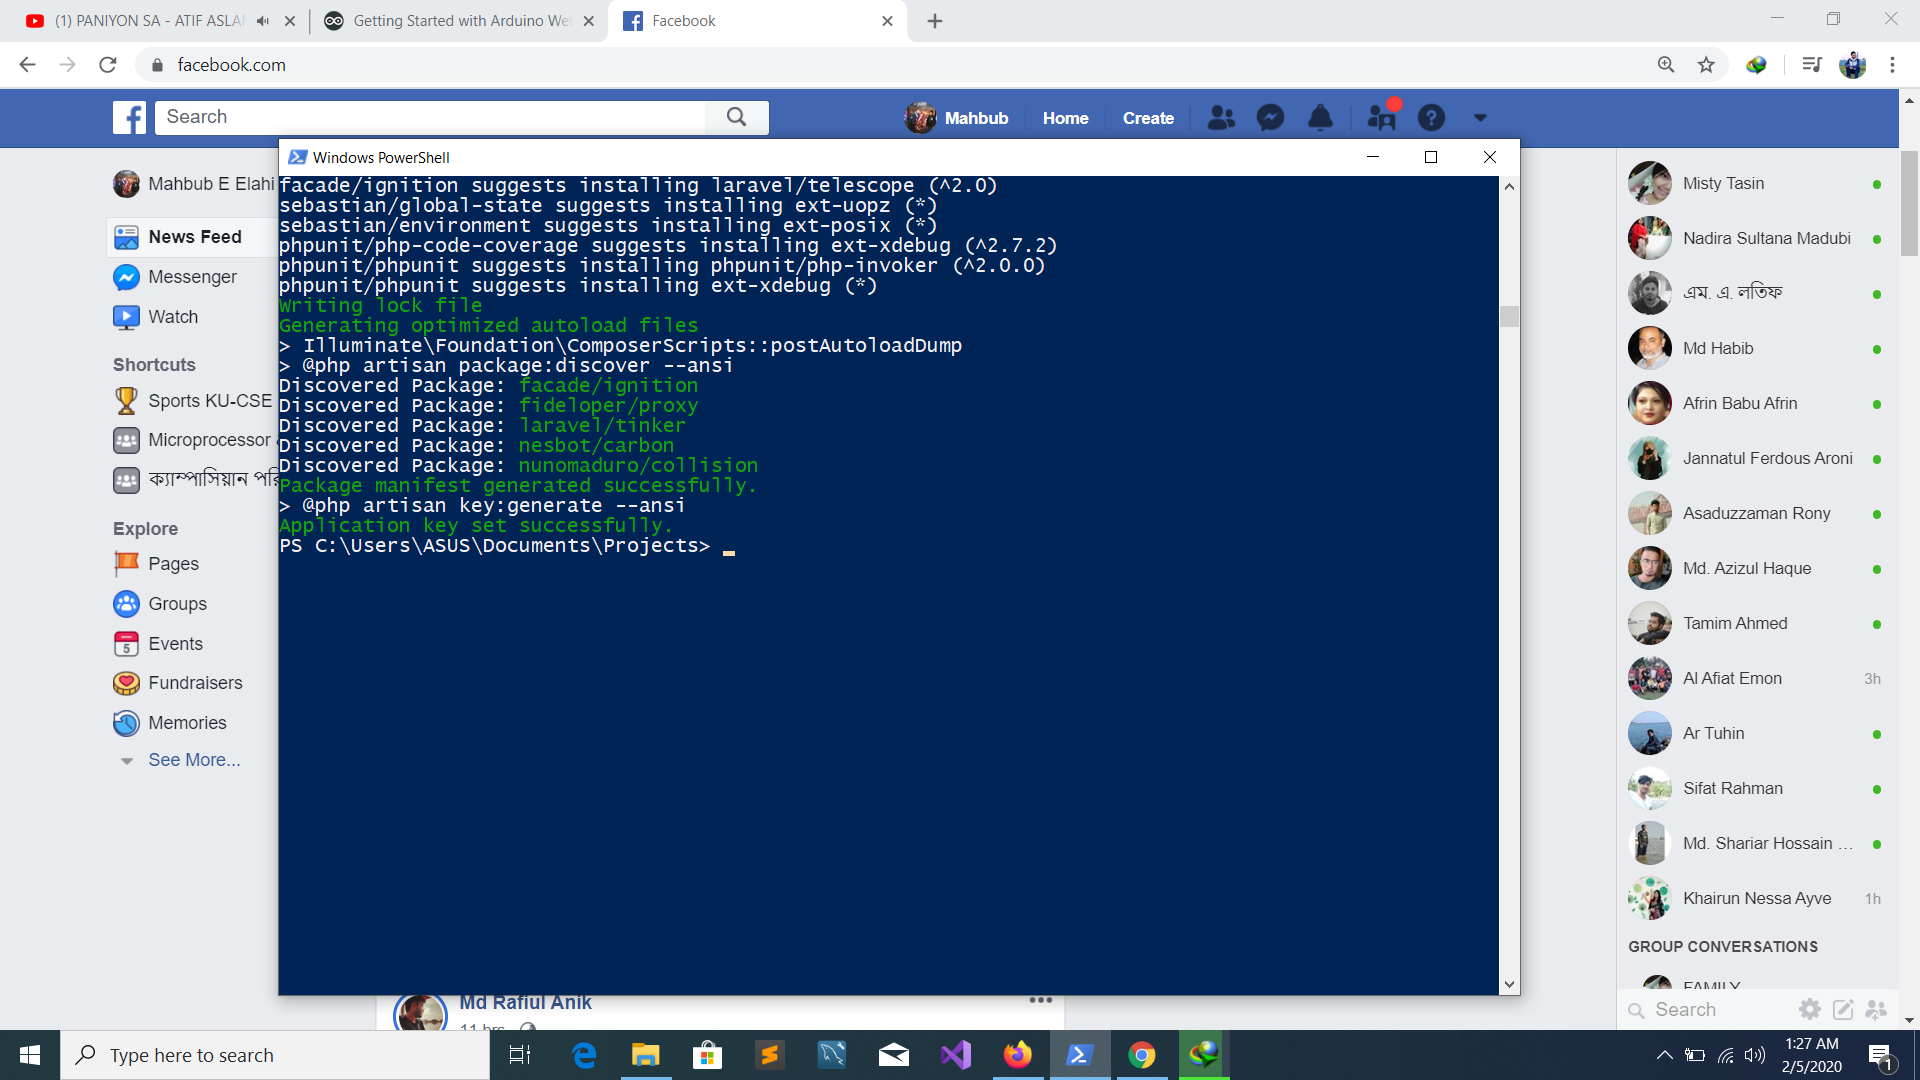 (1) PANIYON SA - ATIF ASLA
Getting Started with Arduino We
Facebook
facebook.com
Search
Mahbub
Home
Create
Windows PowerShell
Mahbub E Elahi
News Feed
Messenger
Watch
Shortcuts
Sports KU-CSE
Microprocessor
ক্যাম্পাসিয়ান পরি
Explore
Pages
Groups
5
Events
Fundraisers
Memories
See More...
facade/ignition suggests installing laravel/telescope (^2.0)
sebastian/global-state suggests installing ext-uopz (*)
sebastian/environment suggests installing ext-posix (*)
phpunit/php-code-coverage suggests installing ext-xdebug (^2.7.2)
phpunit/phpunit suggests installing phpunit/php-invoker (^2.0.0)
phpunit/phpunit suggests installing ext-xdebug (*)
Writing lock file
Generating optimized autoload files
> Illuminate\Foundation\ComposerScripts::postAutoloadDump
> @php artisan package:discover --ansi
Discovered Package: facade/ignition
Discovered Package: fideloper/proxy
Discovered Package: laravel/tinker
Discovered Package: nesbot/carbon
Discovered Package: nunomaduro/collision
Package manifest generated successfully.
> @php artisan key:generate --ansi
Application key set successfully.
PS C:\Users\ASUS\Documents\Projects>
Misty Tasin
Nadira Sultana Madubi
এম. এ. লতিফ
Md Habib
Afrin Babu Afrin
Jannatul Ferdous Aroni
Asaduzzaman Rony
Md. Azizul Haque
Tamim Ahmed
Al Afiat Emon 3h
Ar Tuhin
Sifat Rahman
Md. Shariar Hossain ...
Khairun Nessa Ayve 1h
GROUP CONVERSATIONS
FAMILY
Search
Md Rafiul Anik
11 hrs
Type here to search
1:27 AM
2/5/2020
1